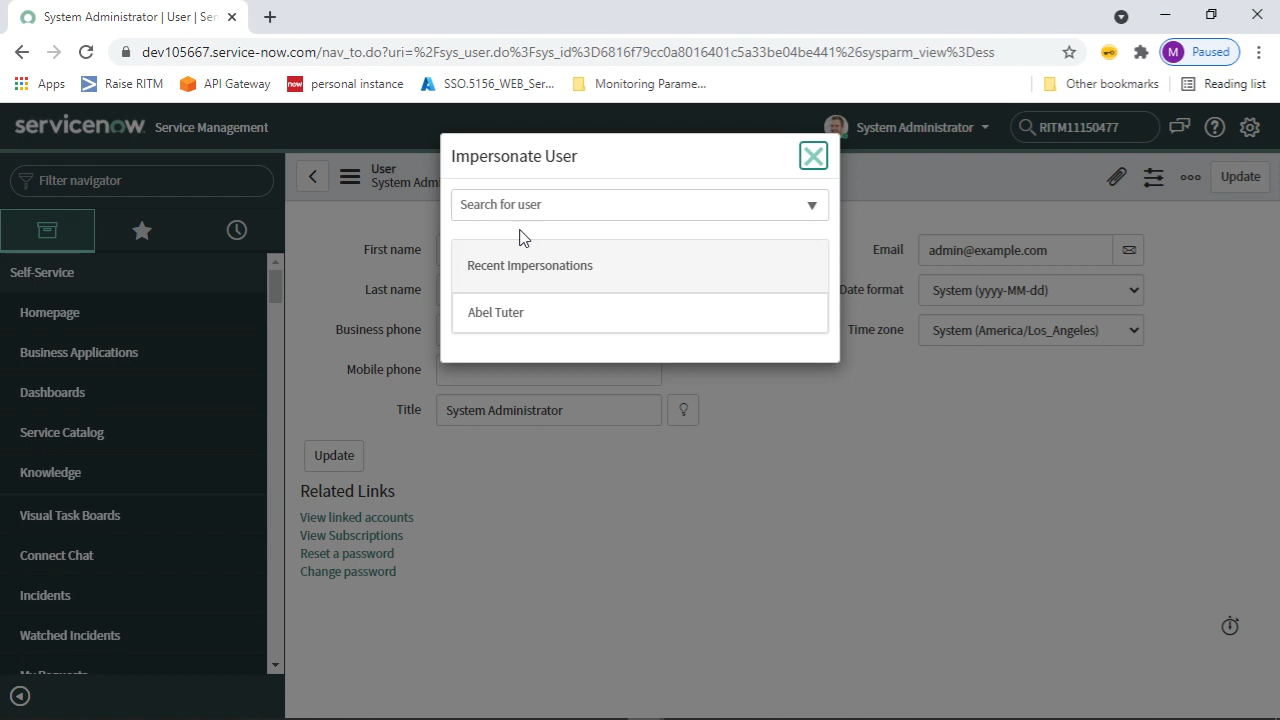 System Administrator | User | Ser
M Paused
dev105667.service-now.com/nav_to.do?uri=%2Fsys_user.do%3Fsys_id%3D6816f79cc0a8016401c5a33be04be441%26sysparm_view%3Dess
Apps
Raise RITM
API Gateway
now personal instance
SSO.5156_WEB_Ser...
Monitoring Parame...
Other bookmarks
Reading list
servicenow Service Management
System Administrator
RITM11150477
Filter navigator
User
System Adm
Update
Impersonate User
Search for user
Recent Impersonations
Abel Tuter
Self-Service
Homepage
Business Applications
Dashboards
Service Catalog
Knowledge
Visual Task Boards
Connect Chat
Incidents
Watched Incidents
First name
Last name
Business phone
Mobile phone
Title System Administrator
Email admin@example.com
Date format System (yyyy-MM-dd)
Time zone System (America/Los_Angeles)
Update
Related Links
View linked accounts
View Subscriptions
Reset a password
Change password